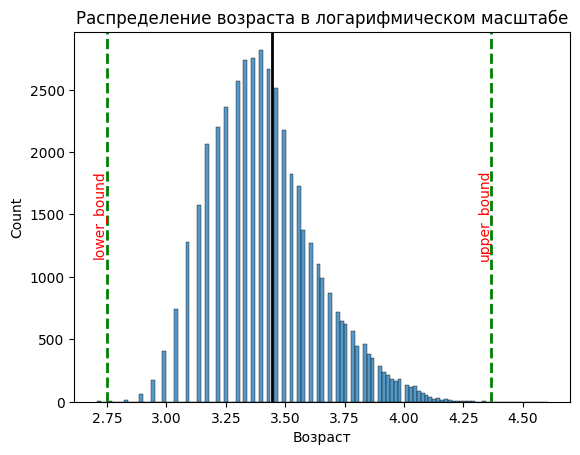 Распределение возраста в логарифмическом масштабе
2500
2000
1500
1000
500
0
Count
lower_bound
upper_bound
2.75
3.00
3.25
3.50
3.75
4.00
4.25
4.50
Возраст